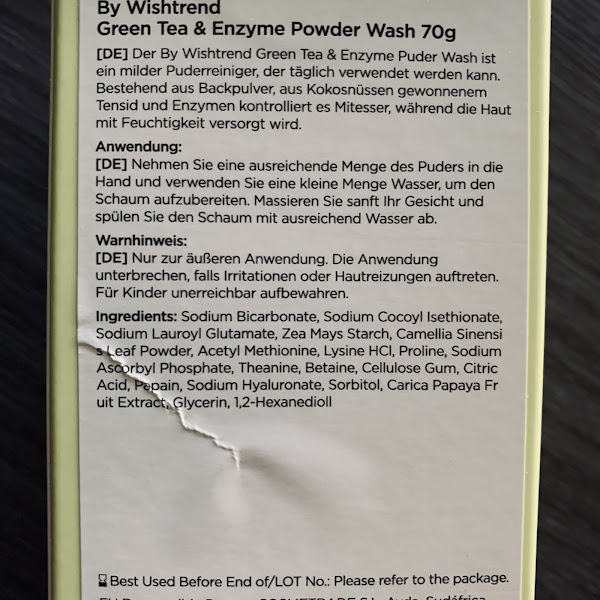 By Wishtrend
Green Tea & Enzyme Powder Wash 70g
[DE] Der By Wishtrend Green Tea & Enzyme Puder Wash ist
ein milder Puderreiniger, der täglich verwendet werden kann.
Bestehend aus Backpulver, aus Kokosnüssen gewonnenem
Tensid und Enzymen kontrolliert es Mitesser, während die Haut
mit Feuchtigkeit versorgt wird.
Anwendung:
[DE] Nehmen Sie eine ausreichende Menge des Puders in die
Hand und verwenden Sie eine kleine Menge Wasser, um den
Schaum aufzubereiten. Massieren Sie sanft Ihr Gesicht und
spülen Sie den Schaum mit ausreichend Wasser ab.
Warnhinweis:
[DE] Nur zur äußeren Anwendung. Die Anwendung
unterbrechen, falls Irritationen oder Hautreizungen auftreten.
Für Kinder unerreichbar aufbewahren.
Ingredients: Sodium Bicarbonate, Sodium Cocoyl Isethionate,
Sodium Lauroyl Glutamate, Zea Mays Starch, Camellia Sinensi
s Leaf Powder, Acetyl Methionine, Lysine HCl, Proline, Sodium
Ascorbyl Phosphate, Theanine, Betaine, Cellulose Gum, Citric
Acid, Papain, Sodium Hyaluronate, Sorbitol, Carica Papaya Fr
uit Extract, Glycerin, 1,2-Hexanedioll
Best Used Before End of/LOT No.: Please refer to the package.